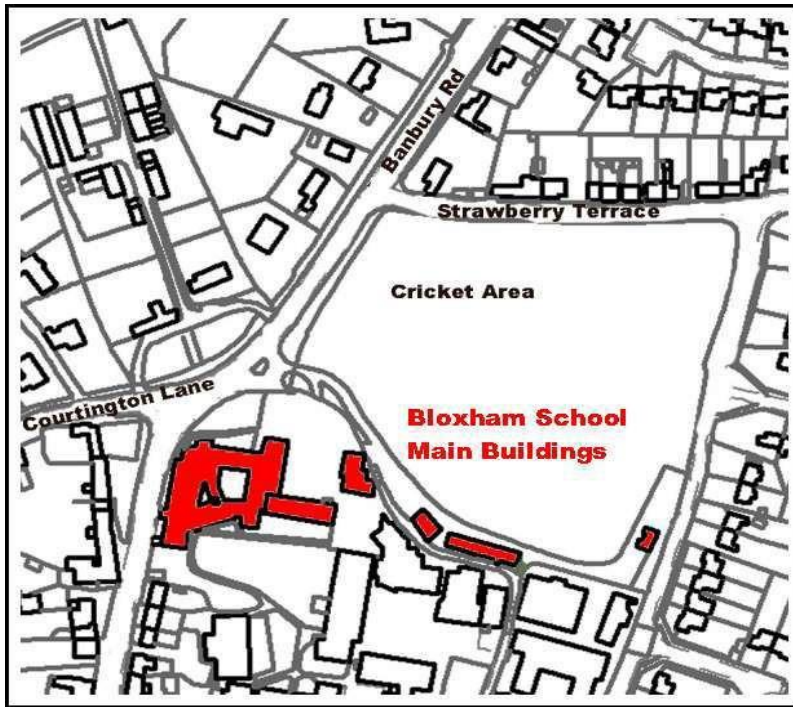 Banbury Rd
Strawberry Terrace
Cricket Area
Courtington Lane
Bloxham School
Main Buildings